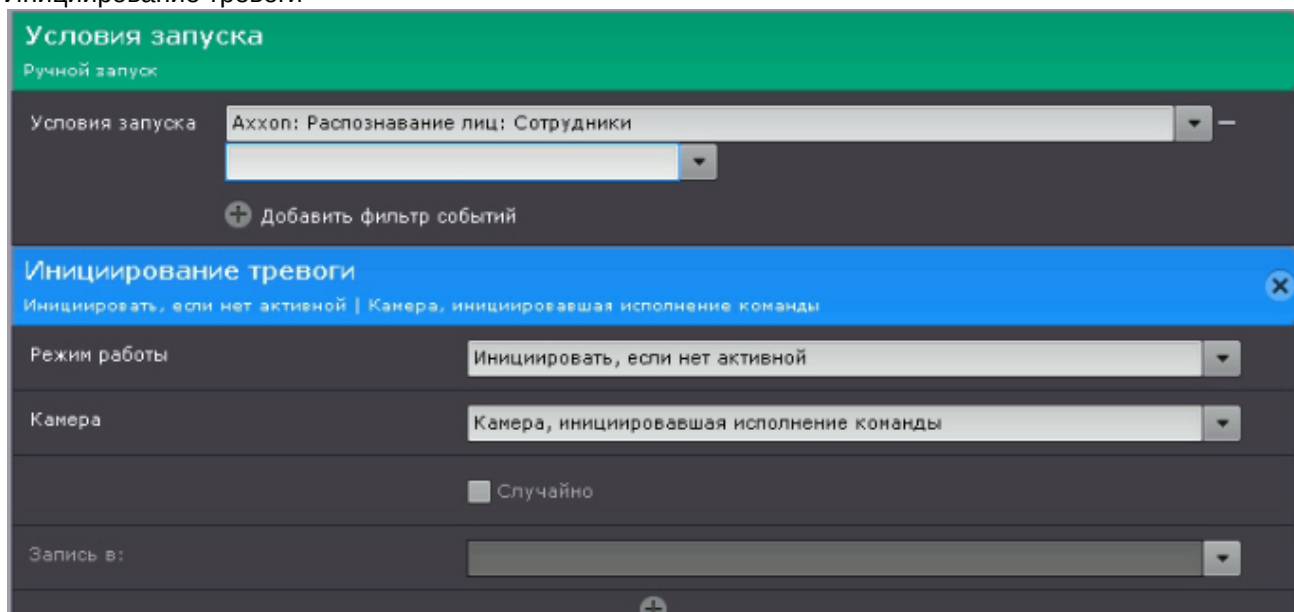 Инициирование тревоги
Условия запуска
Ручной запуск
Условия запуска
Axxon: Распознавание лиц: Сотрудники
Добавить фильтр событий
Инициирование тревоги
Инициировать, если нет активной | Камера, инициировавшая исполнение команды
Режим работы
Инициировать, если нет активной
Камера
Камера, инициировавшая исполнение команды
Случайно
Запись в: